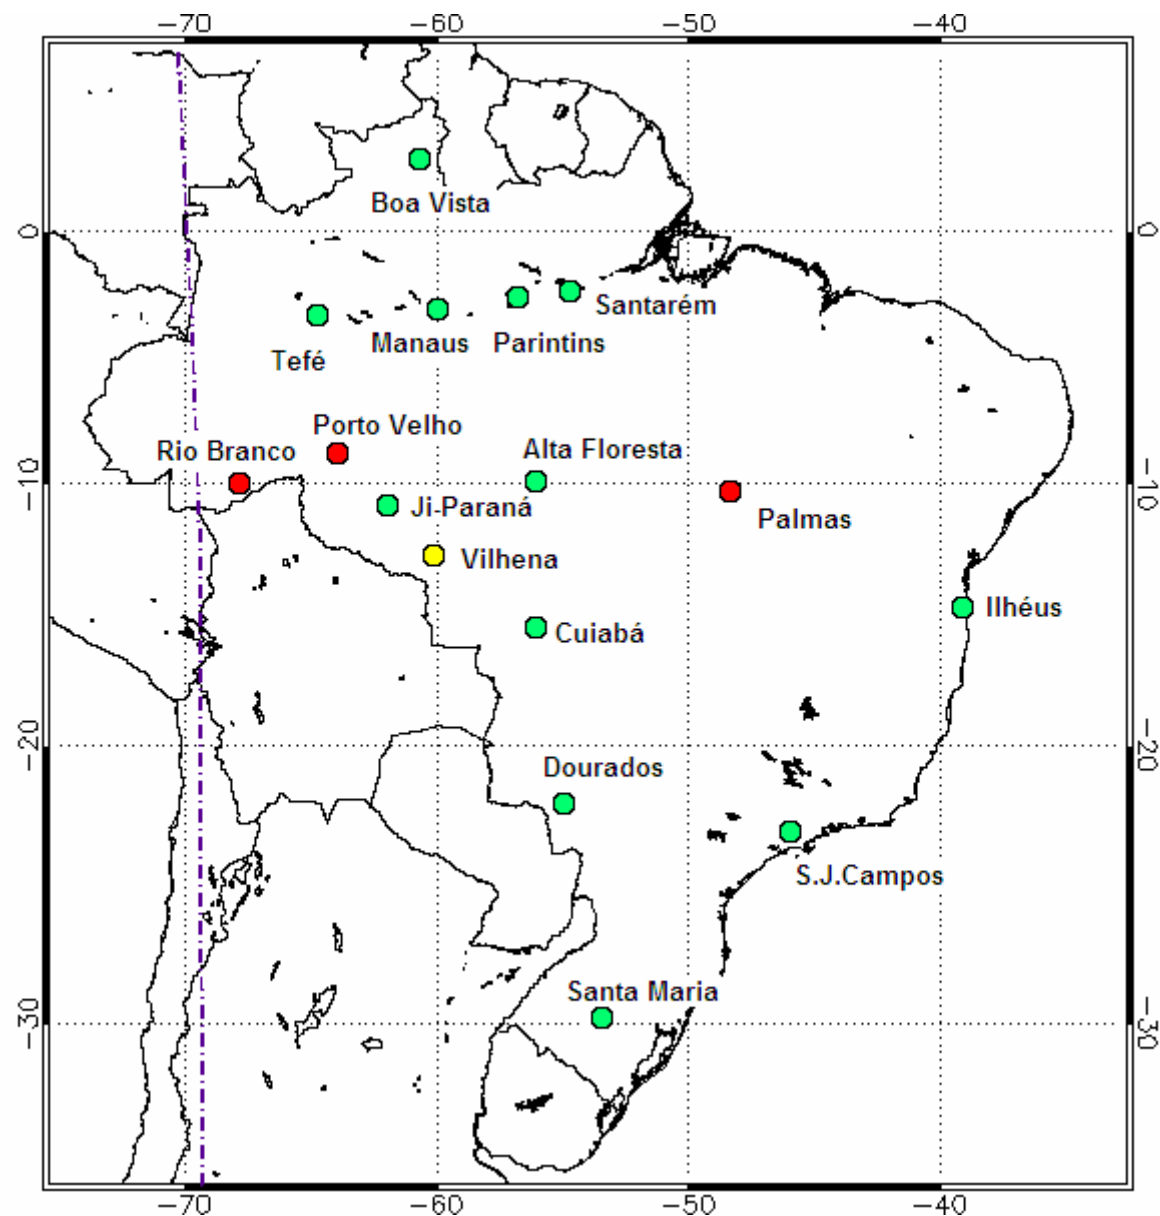 -70 -60 -50 -40
Boa Vista
0 0
Santarém
Manaus Parintins
Tefé
Porto Velho
Rio Branco Alta Floresta
-10 -10
Ji-Paraná
Palmas
Vilhena
Ilhéus
Cuiabá
-20 -20
Dourados
S.J.Campos
Santa Maria
-30 -30
-70 -60 -50 -40